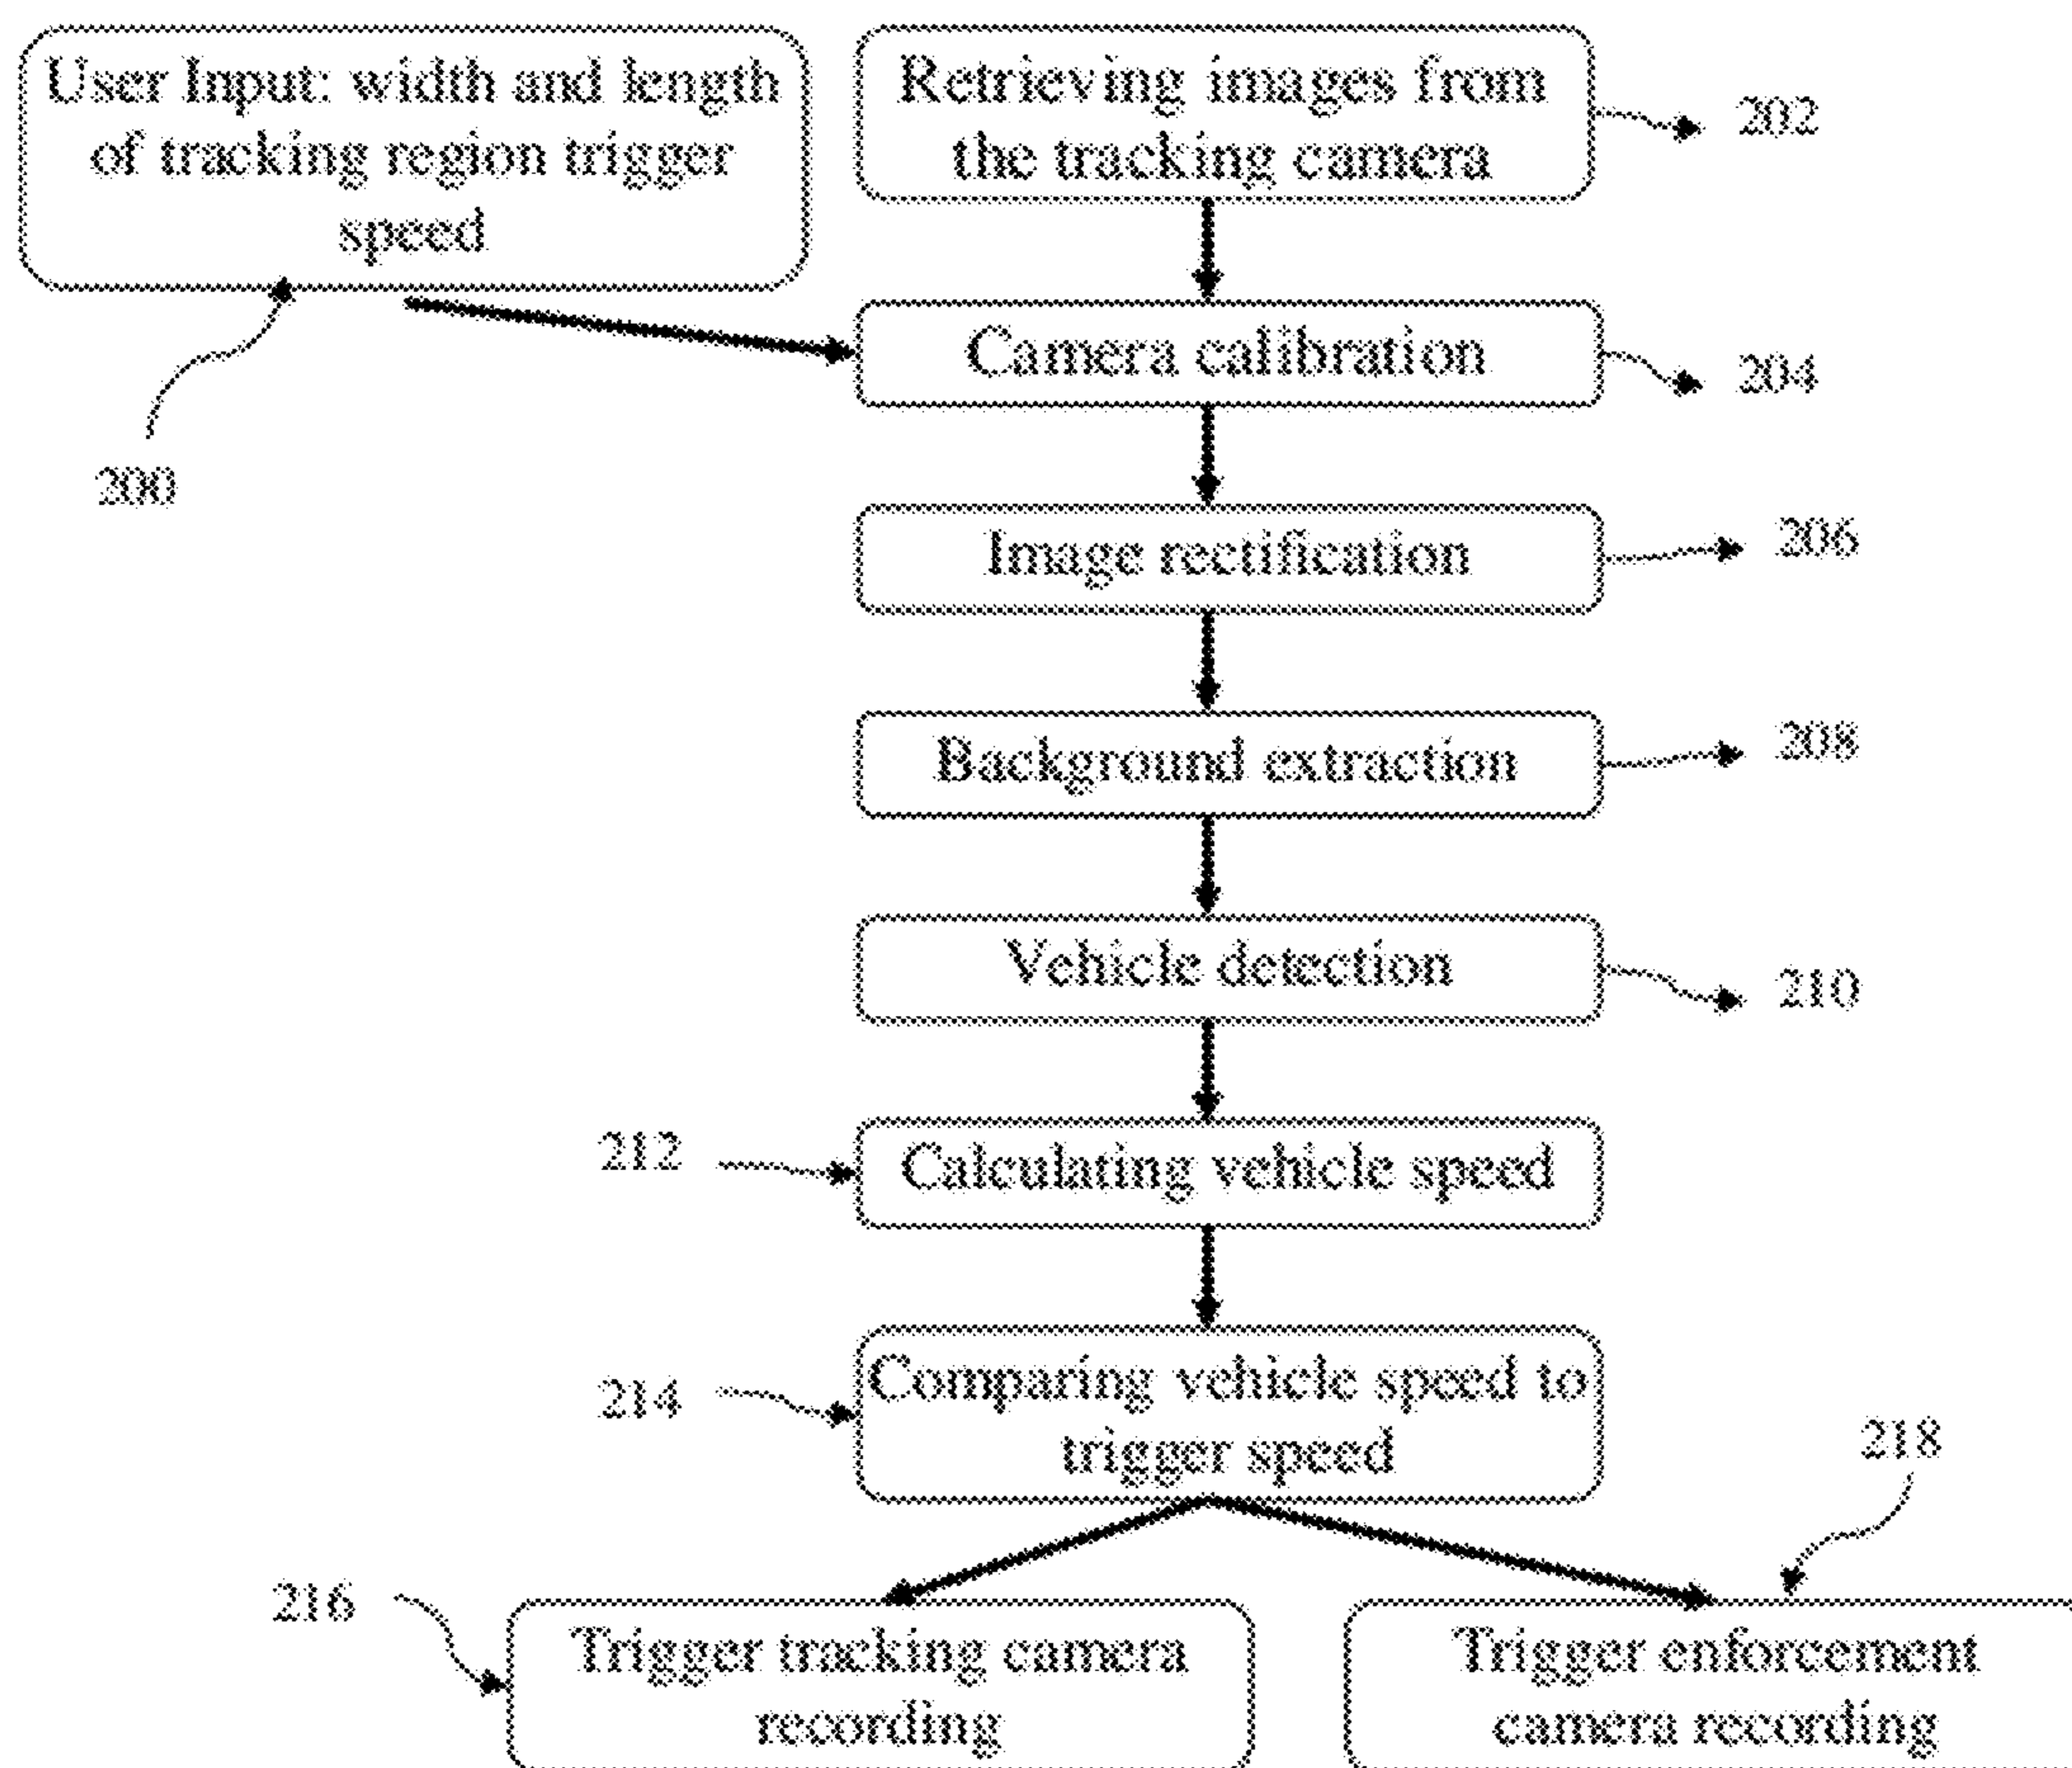 User Input: width and length
of tracking region trigger
speed
200
Retrieving images from
the tracking camera
202
Camera calibration
204
Image rectification
206
Background extraction
208
Vehicle detection
210
212
Calculating vehicle speed
214
Comparing vehicle speed to
trigger speed
218
216
Trigger tracking camera
recording
Trigger enforcement
camera recording